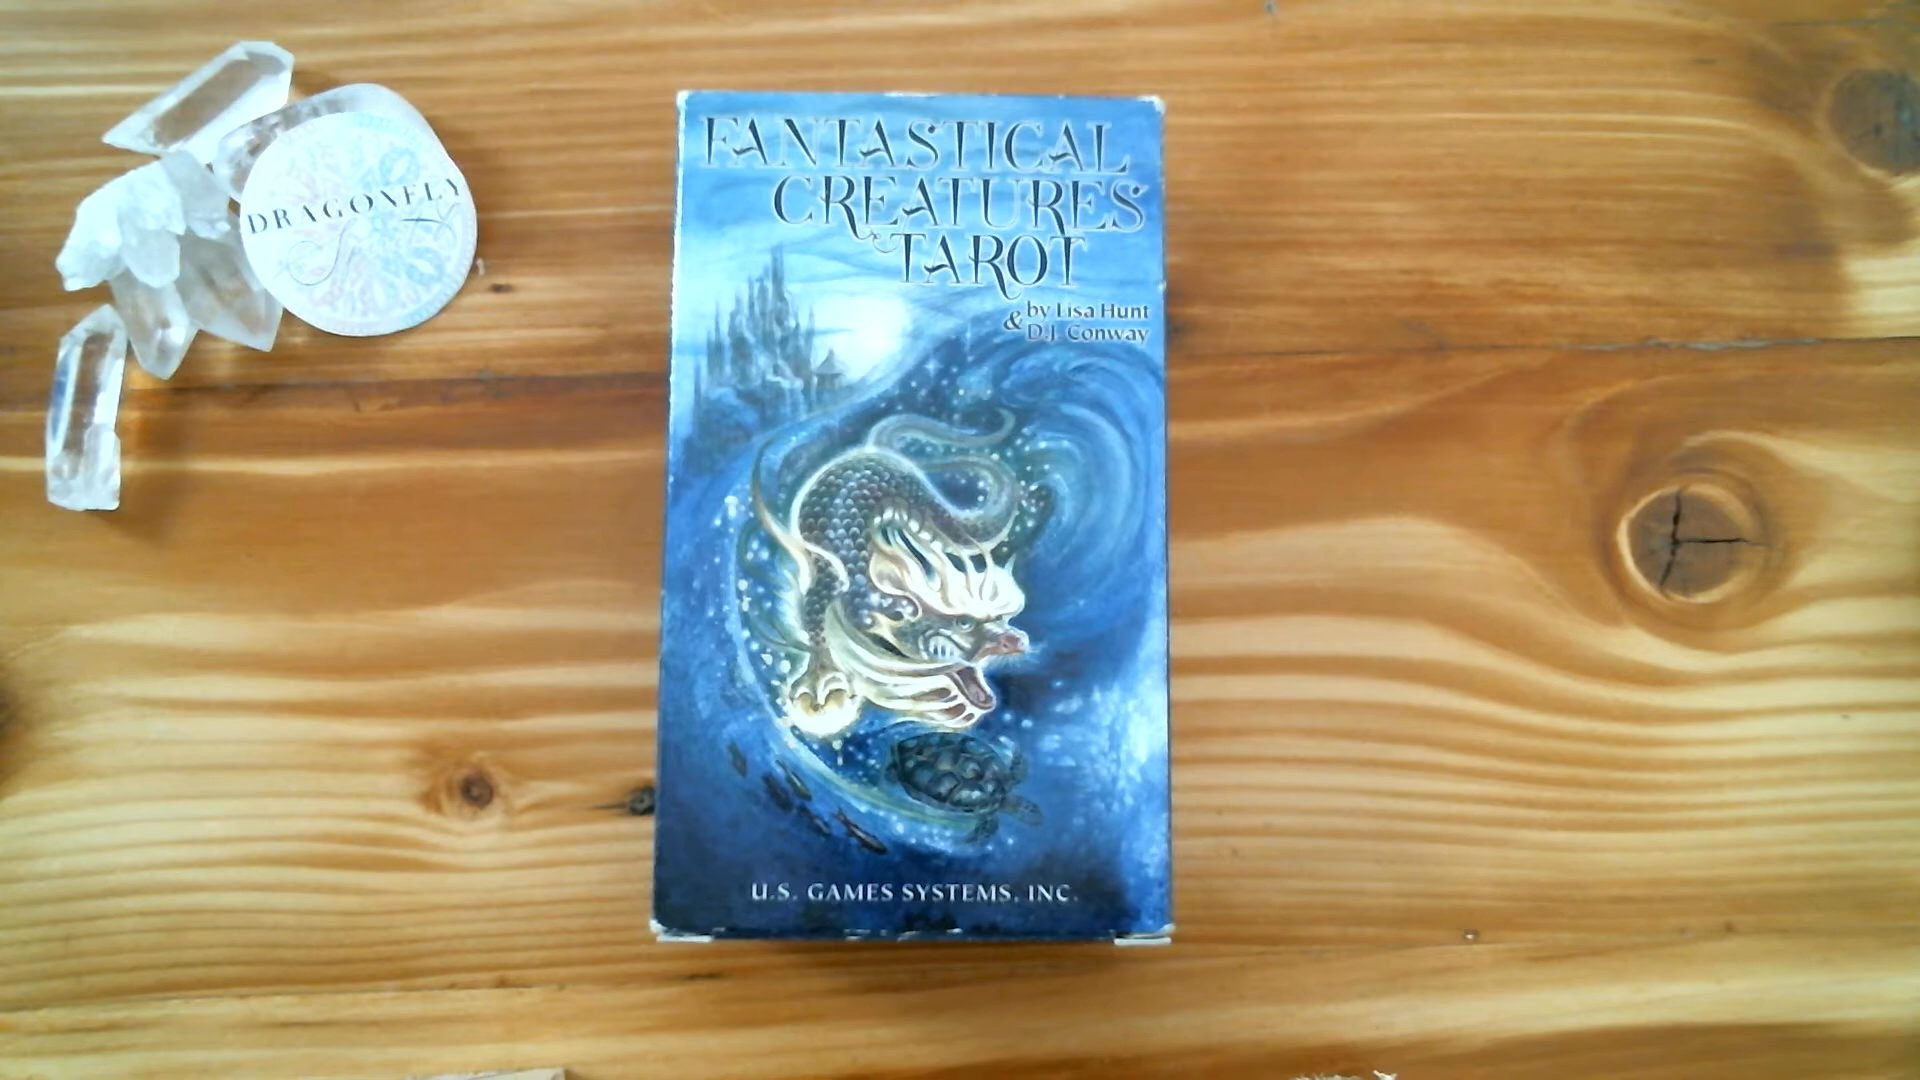 DRAGONFLY
FANTASTICAL
CREATURES
TAROT
by Lisa Hunt
& D.J. Conway
U.S. GAMES SYSTEMS, INC.